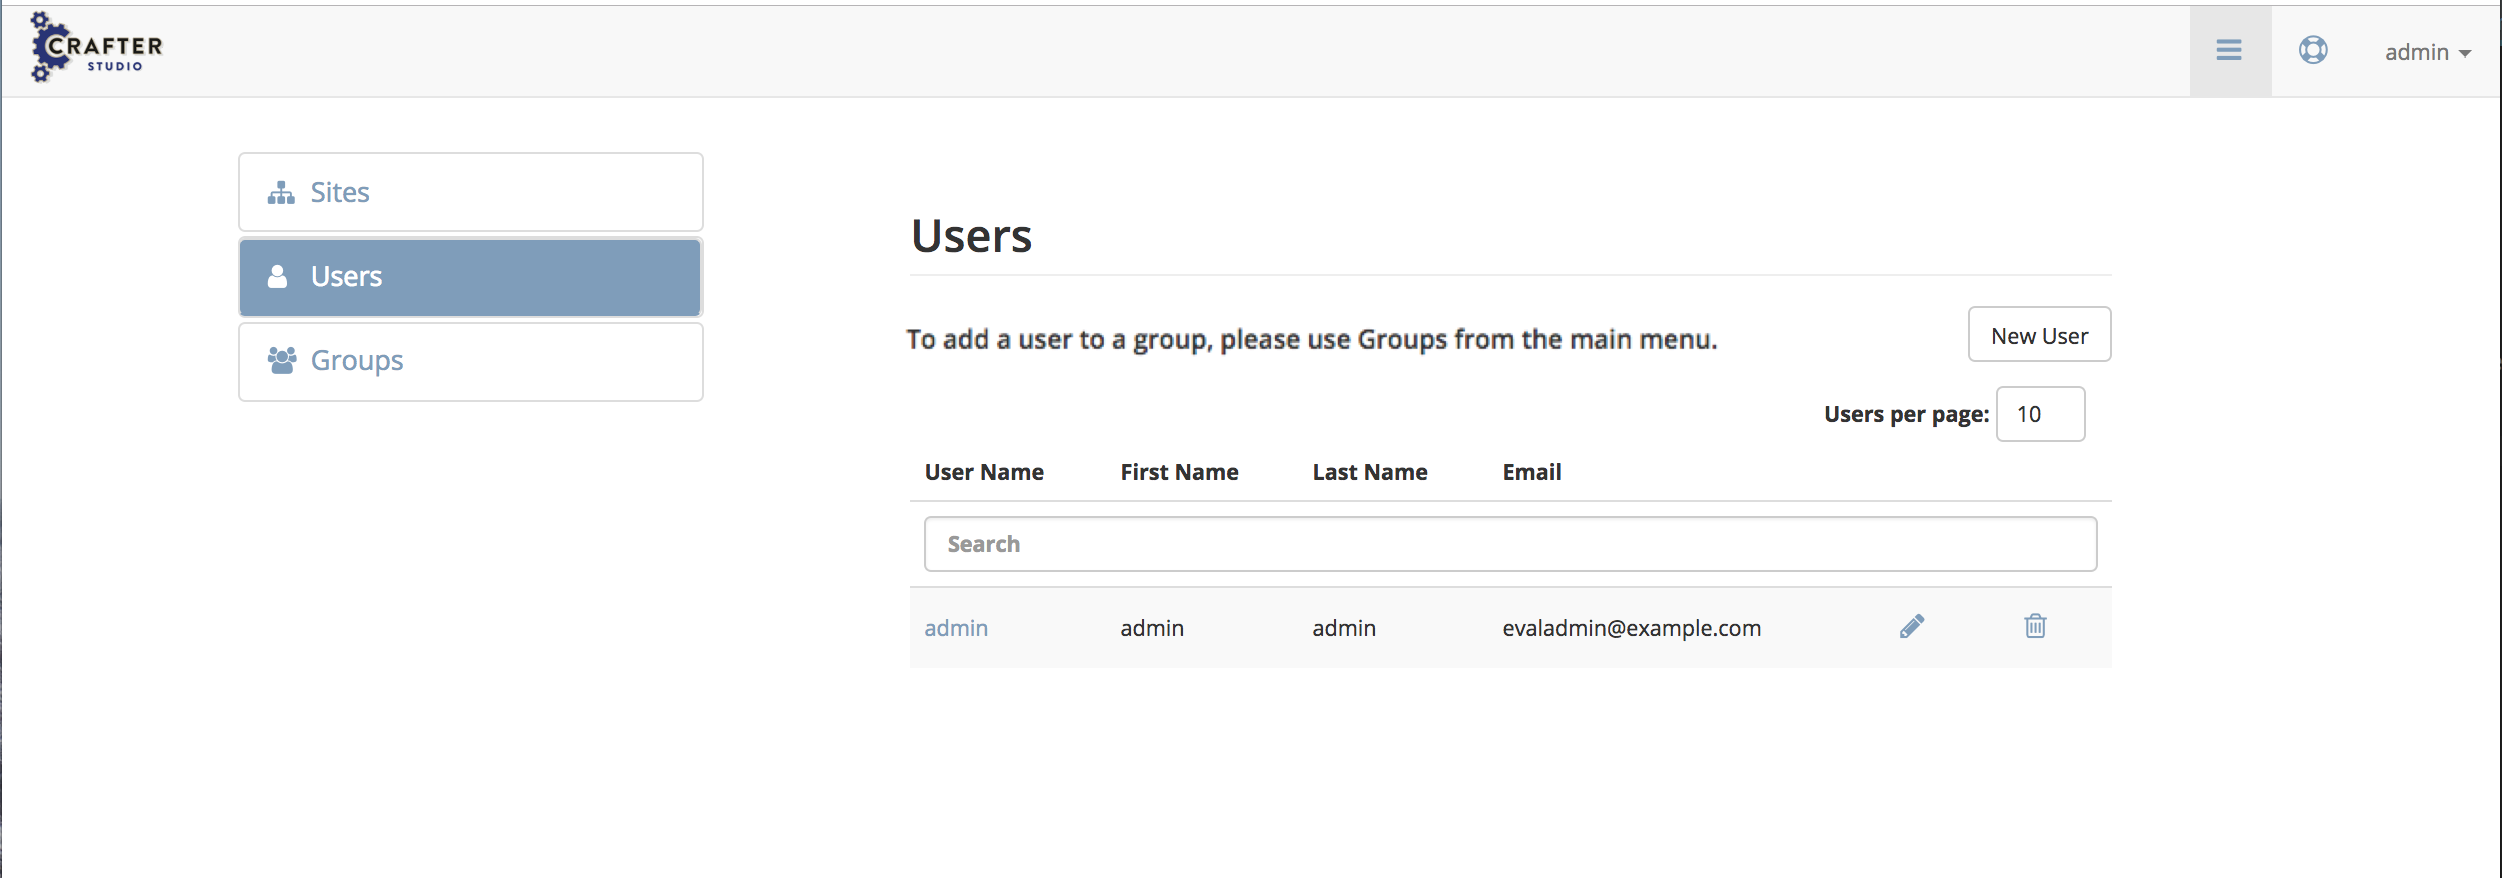 CRAFTER
STUDIO
admin
Sites
Users
Groups
Users
To add a user to a group, please use Groups from the main menu.
New User
Users per page: 10
User Name First Name Last Name Email
Search
admin admin admin evaladmin@example.com